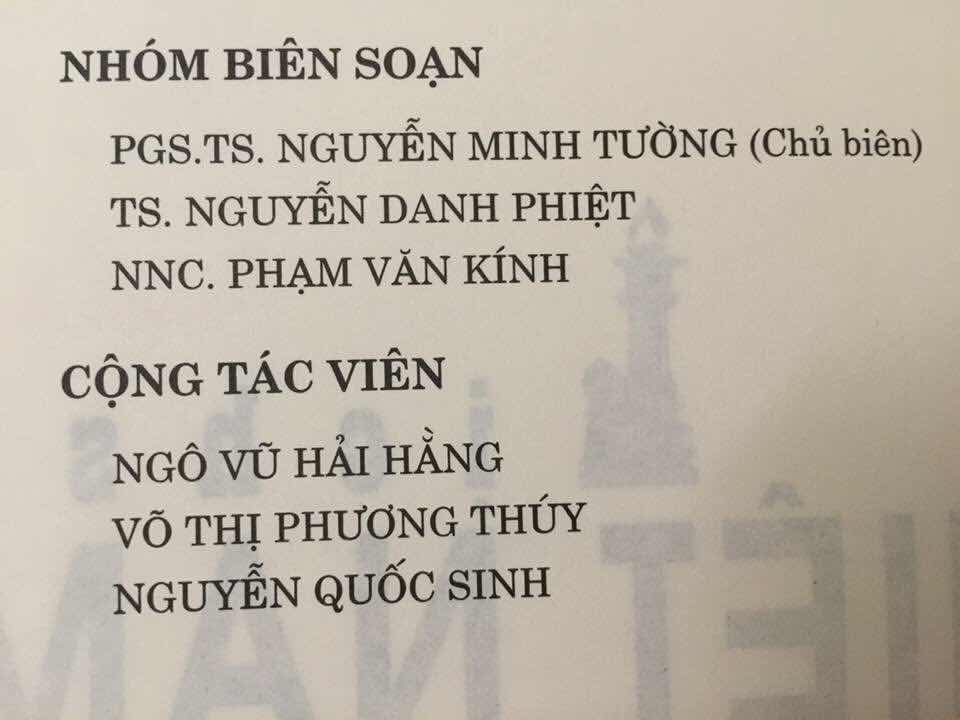 NHÓM BIÊN SOẠN
PGS.TS. NGUYỄN MINH TƯỜNG (Chủ biên)
TS. NGUYỄN DANH PHIỆT
NNC. PHẠM VĂN KÍNH
CỘNG TÁC VIÊN
NGÔ VŨ HẢI HẰNG
VÕ THỊ PHƯƠNG THÚY
NGUYỄN QUỐC SINH